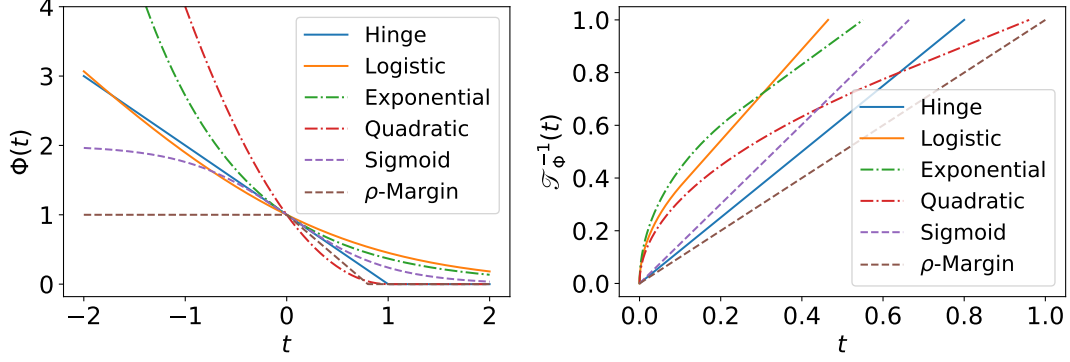 4
3
2
1
0
Φ(t)
−2
−1
0
1
2
t
Hinge
Logistic
Exponential
Quadratic
Sigmoid
ρ-Margin
1.0
0.8
0.6
0.4
0.2
0.0
𝒯_Φ^{−1}(t)
0.0
0.2
0.4
0.6
0.8
1.0
t
Hinge
Logistic
Exponential
Quadratic
Sigmoid
ρ-Margin